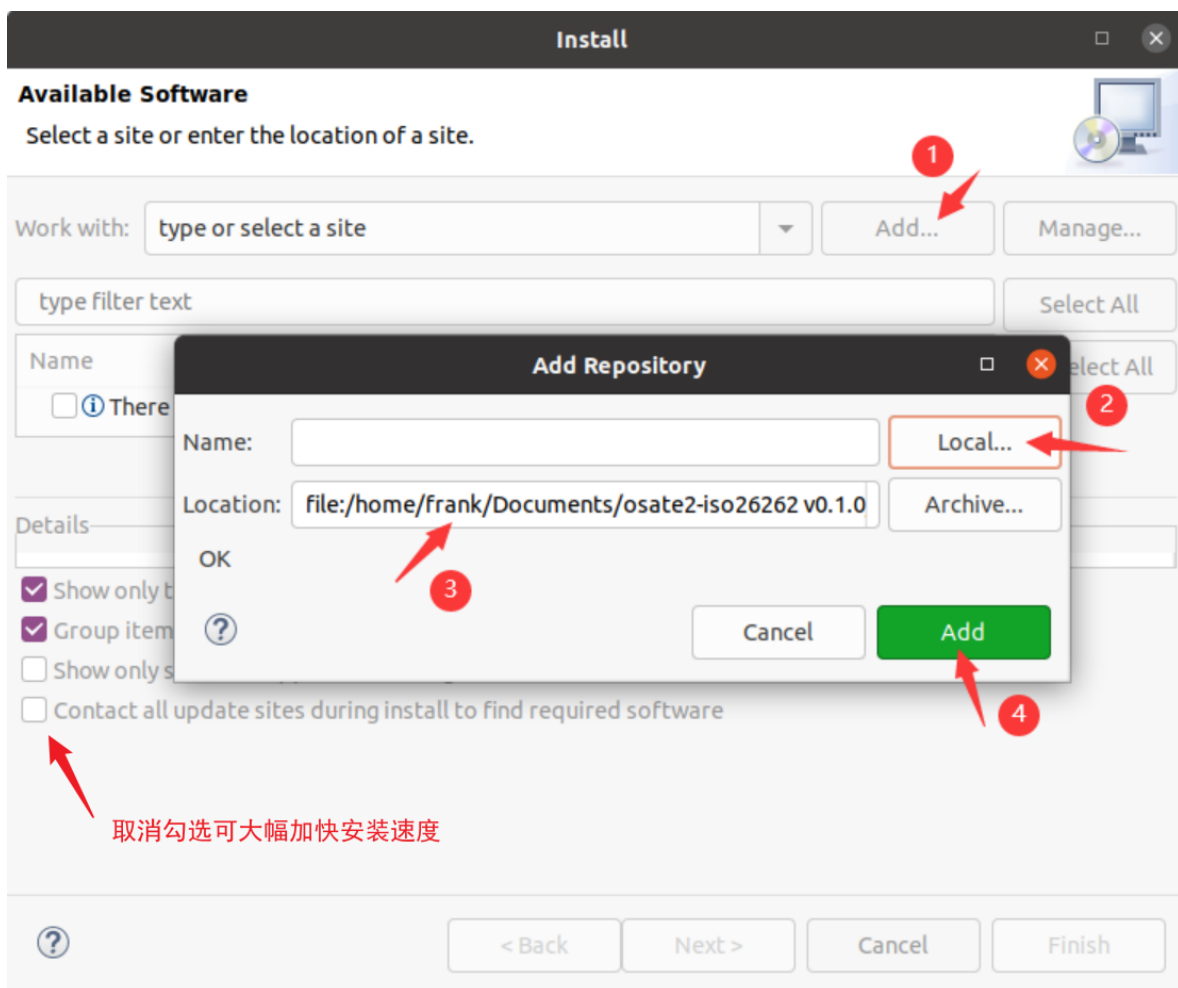 Install
Available Software
Select a site or enter the location of a site.
1
Work with: type or select a site Add... Manage...
type filter text Select All
Name elect All
There
Add Repository
2
Name: Local...
Location: file:/home/frank/Documents/osate2-iso26262 v0.1.0 Archive...
Details
OK
3
Show only t
Group item
Cancel Add
Show only s
4
Contact all update sites during install to find required software
取消勾选可大幅加快安装速度
< Back Next > Cancel Finish